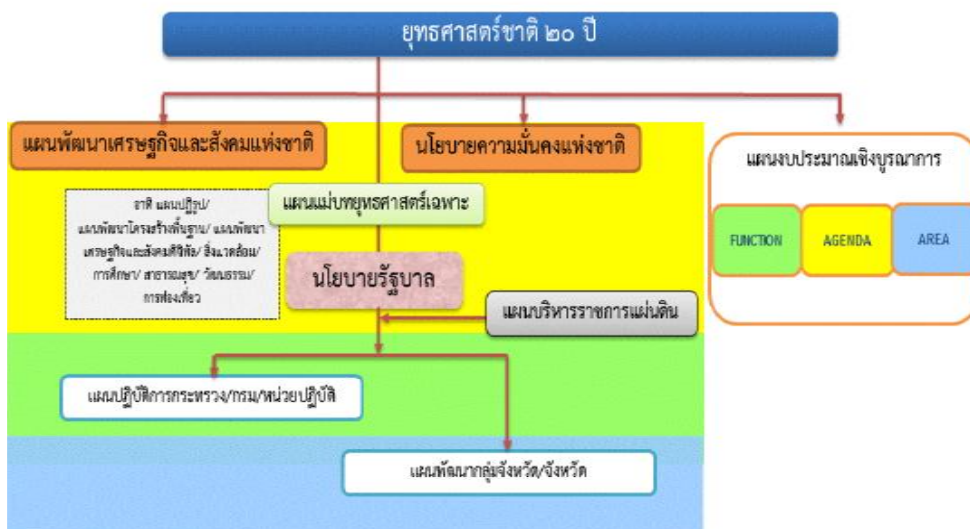 ยุทธศาสตร์ชาติ ๒๐ ปี
แผนพัฒนาเศรษฐกิจและสังคมแห่งชาติ
นโยบายความมั่นคงแห่งชาติ
แผนงบประมาณเชิงบูรณาการ
FUNCTION
AGENDA
AREA
แผนแม่บทยุทธศาสตร์เฉพาะ
อาทิ แผนปฏิรูป/
แผนพัฒนาโครงสร้างพื้นฐาน/ แผนพัฒนา
เศรษฐกิจและสังคมดิจิทัล/ สิ่งแวดล้อม/
การศึกษา/ สาธารณสุข/ วัฒนธรรม/
การท่องเที่ยว
นโยบายรัฐบาล
แผนบริหารราชการแผ่นดิน
แผนปฏิบัติการกระทรวง/กรม/หน่วยปฏิบัติ
แผนพัฒนากลุ่มจังหวัด/จังหวัด